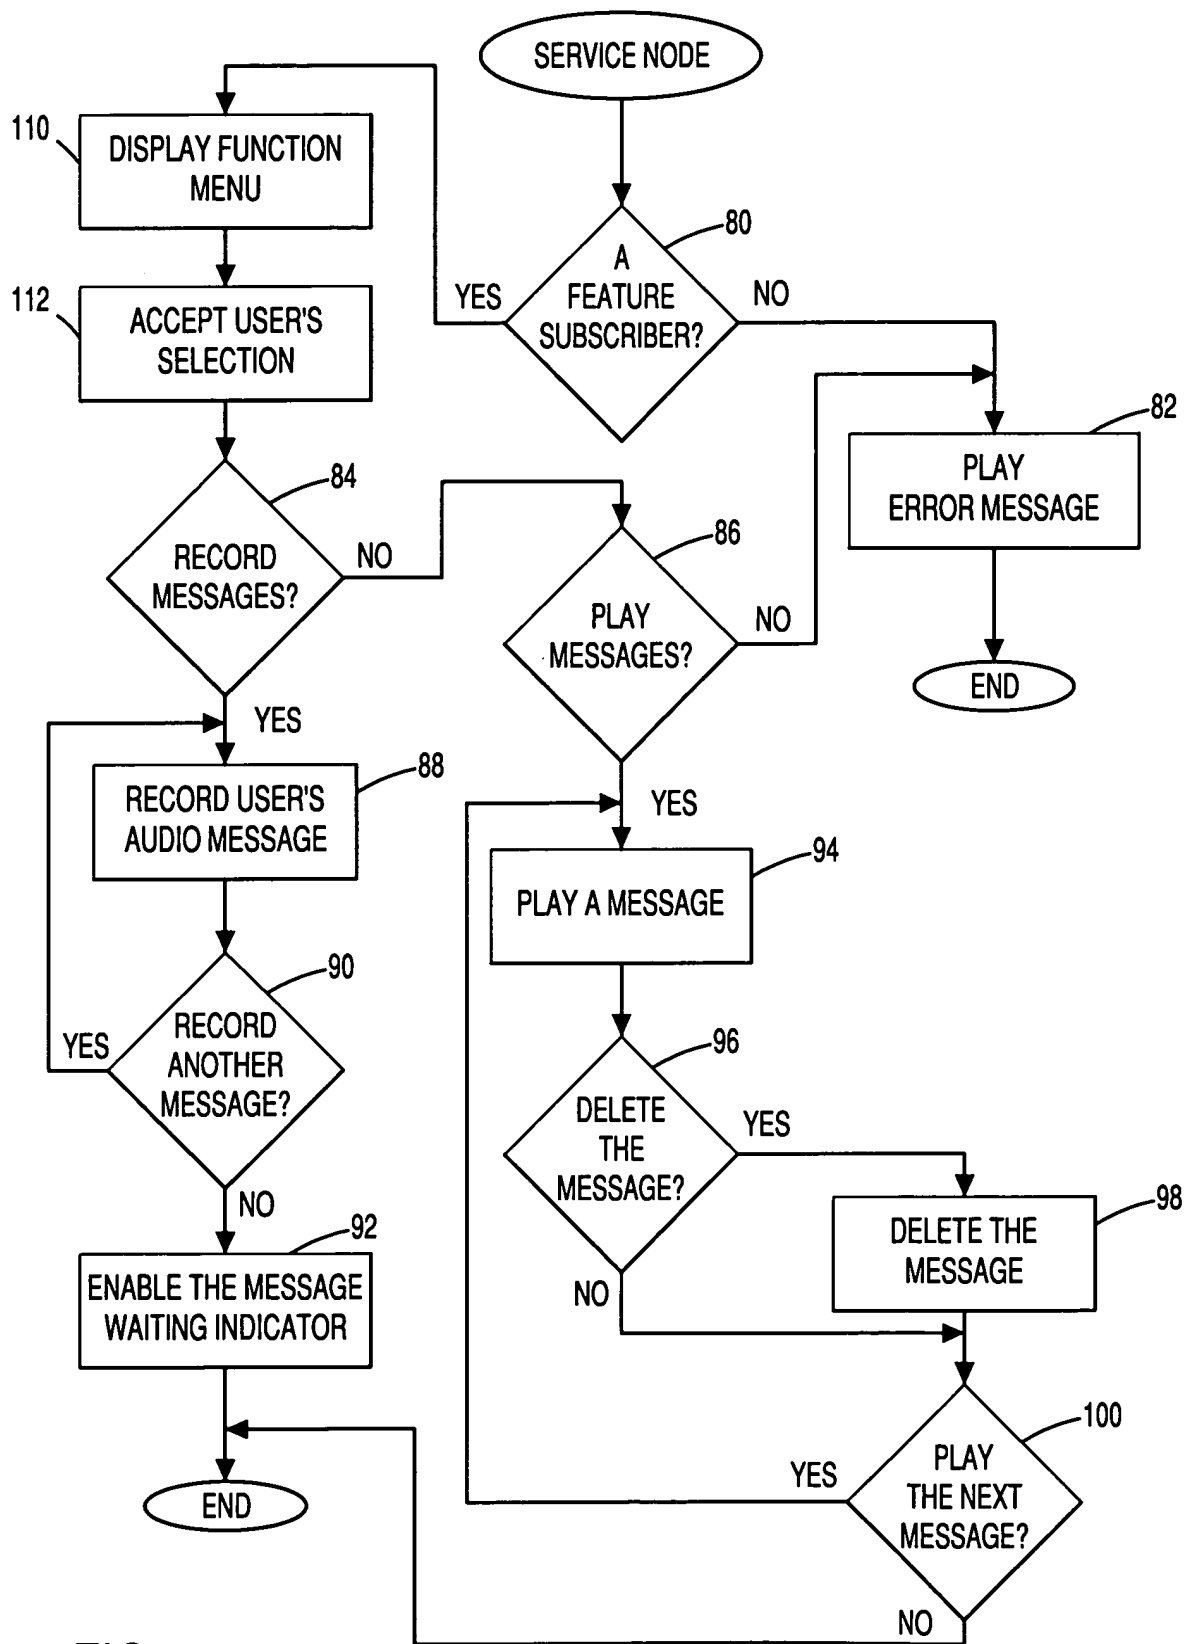 SERVICE NODE
110
DISPLAY FUNCTION
MENU
80
A
FEATURE
SUBSCRIBER?
YES
NO
112
ACCEPT USER'S
SELECTION
82
PLAY
ERROR MESSAGE
END
84
RECORD
MESSAGES?
NO
YES
86
PLAY
MESSAGES?
NO
YES
88
RECORD USER'S
AUDIO MESSAGE
94
PLAY A MESSAGE
90
RECORD
ANOTHER
MESSAGE?
YES
NO
96
DELETE
THE
MESSAGE?
YES
NO
98
DELETE THE
MESSAGE
92
ENABLE THE MESSAGE
WAITING INDICATOR
END
100
PLAY
THE NEXT
MESSAGE?
YES
NO